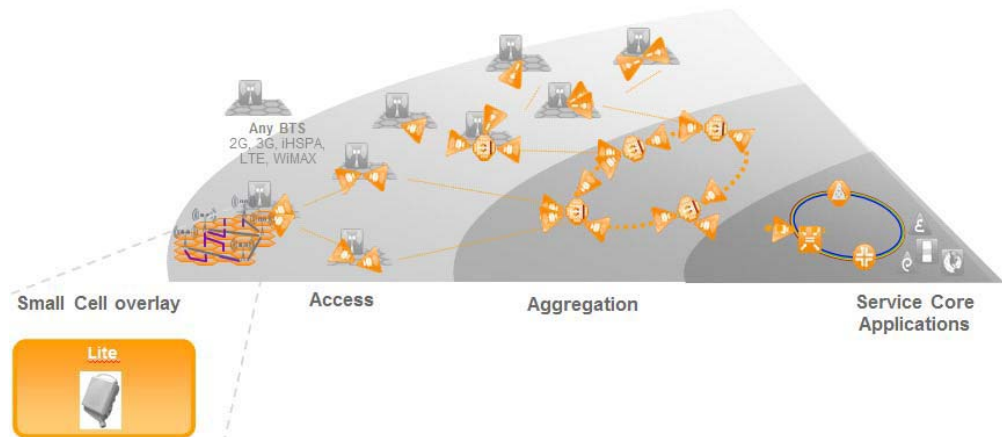 Any BTS
2G, 3G, iHSPA,
LTE, WiMAX
Small Cell overlay
Access
Aggregation
Service Core
Applications
Lite